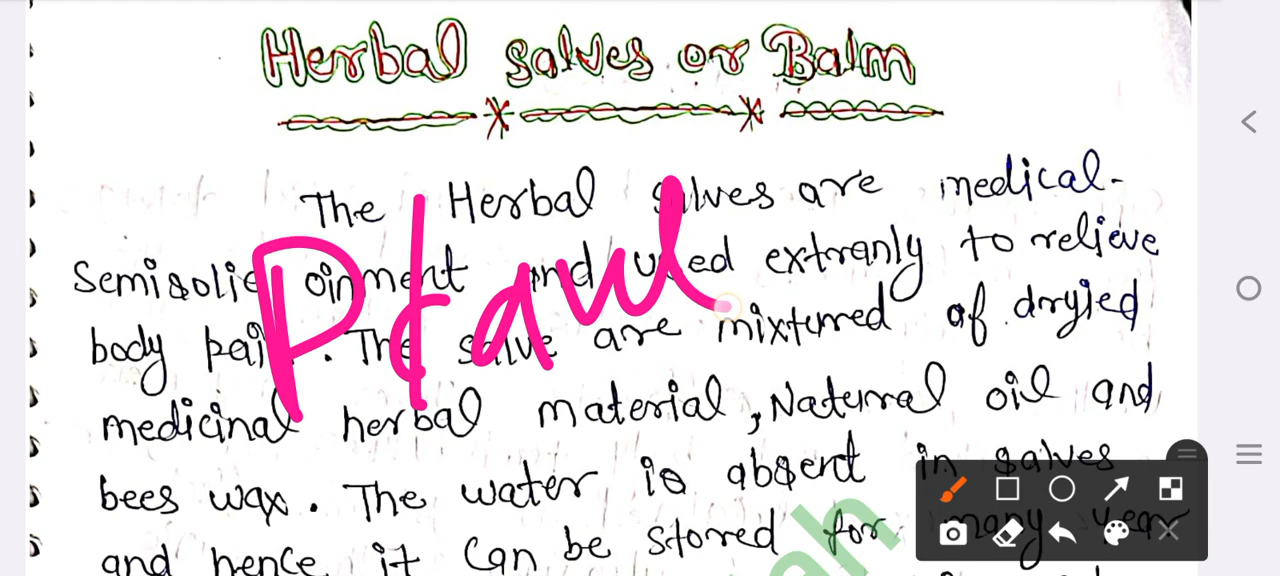 Herbal Salves or Balm
The Herbal salves are medical-
Semisolid oinment and used extranly to relieve
body pain. The salve are mixtured of dryied
medicinal herbal material, Natural oil and
bees wax. The water is absent in salves
and hence it can be stored for many year